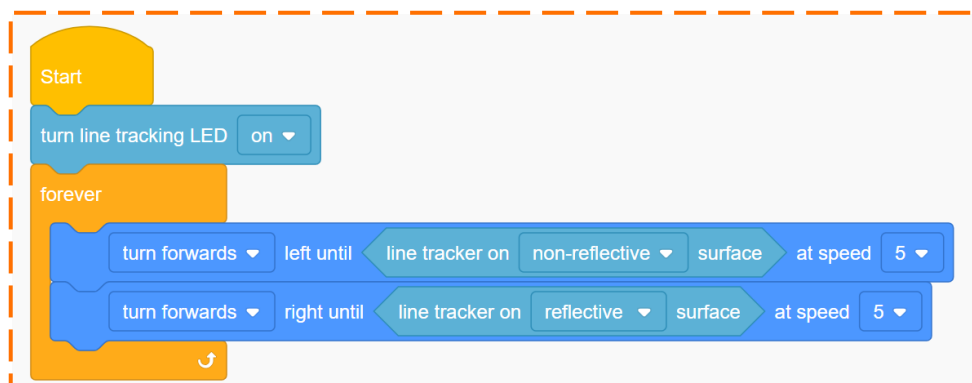 Start
turn line tracking LED on
forever
turn forwards left until line tracker on non-reflective surface at speed 5
turn forwards right until line tracker on reflective surface at speed 5